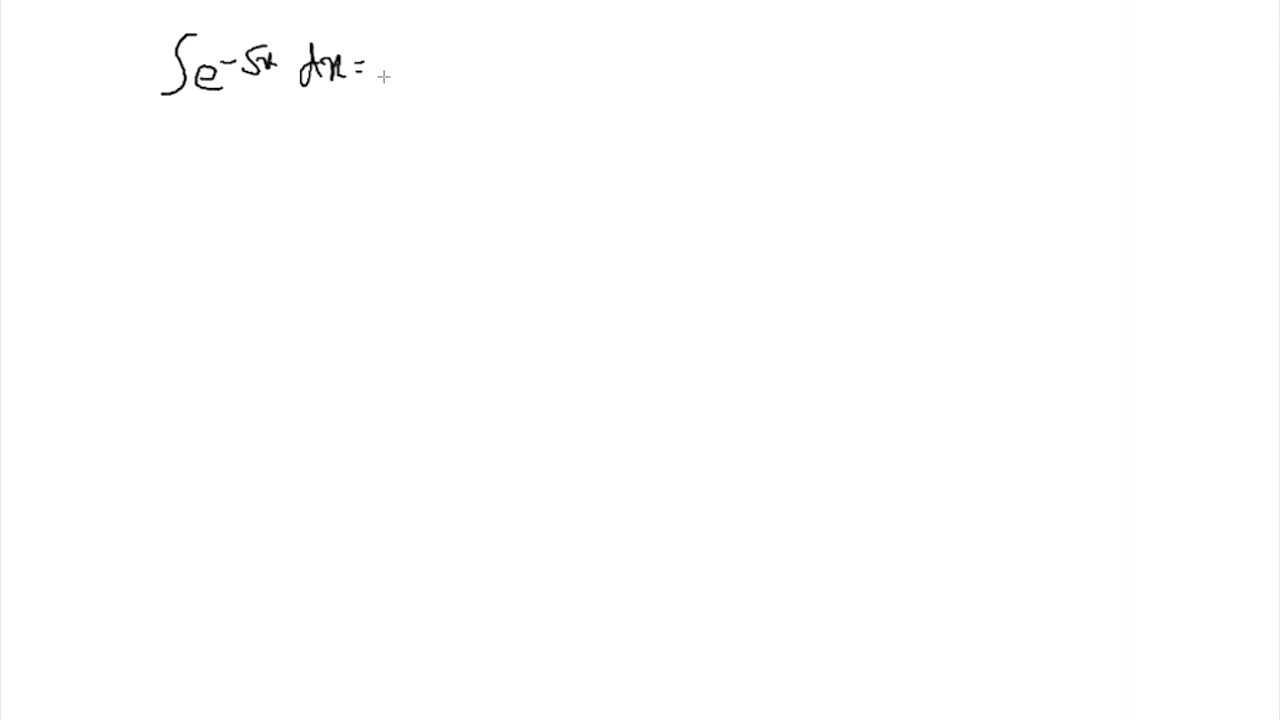 ∫e^{-5x} dx =